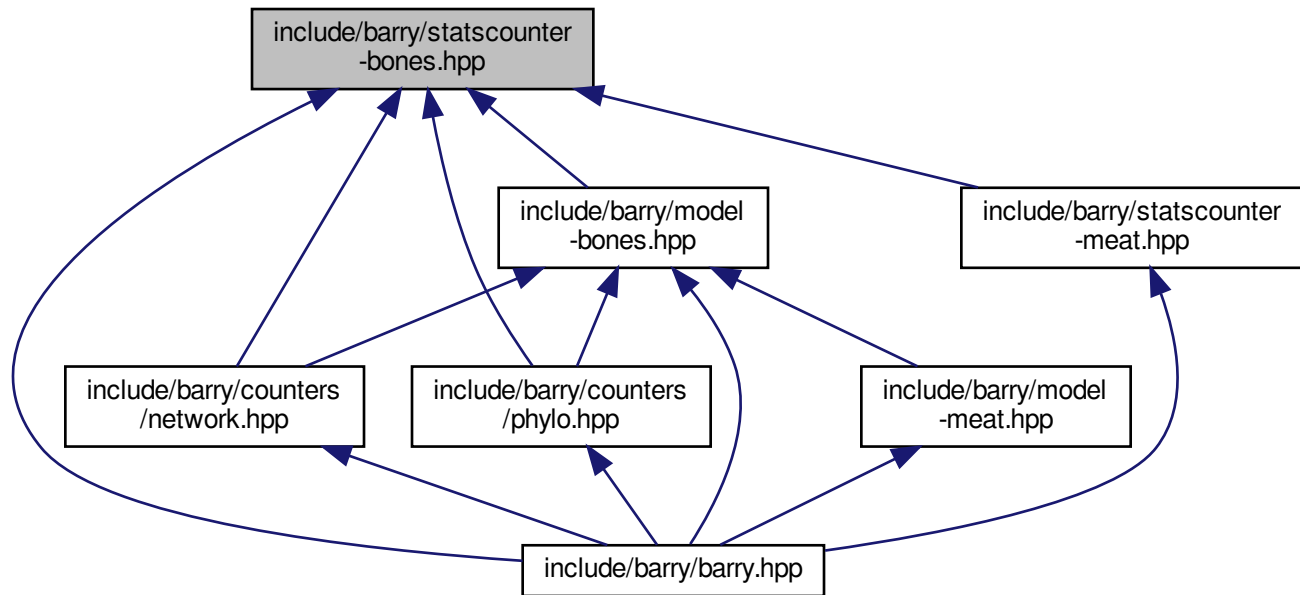 include/barry/statscounter
-bones.hpp
include/barry/model
-bones.hpp
include/barry/statscounter
-meat.hpp
include/barry/counters
/network.hpp
include/barry/counters
/phylo.hpp
include/barry/model
-meat.hpp
include/barry/barry.hpp